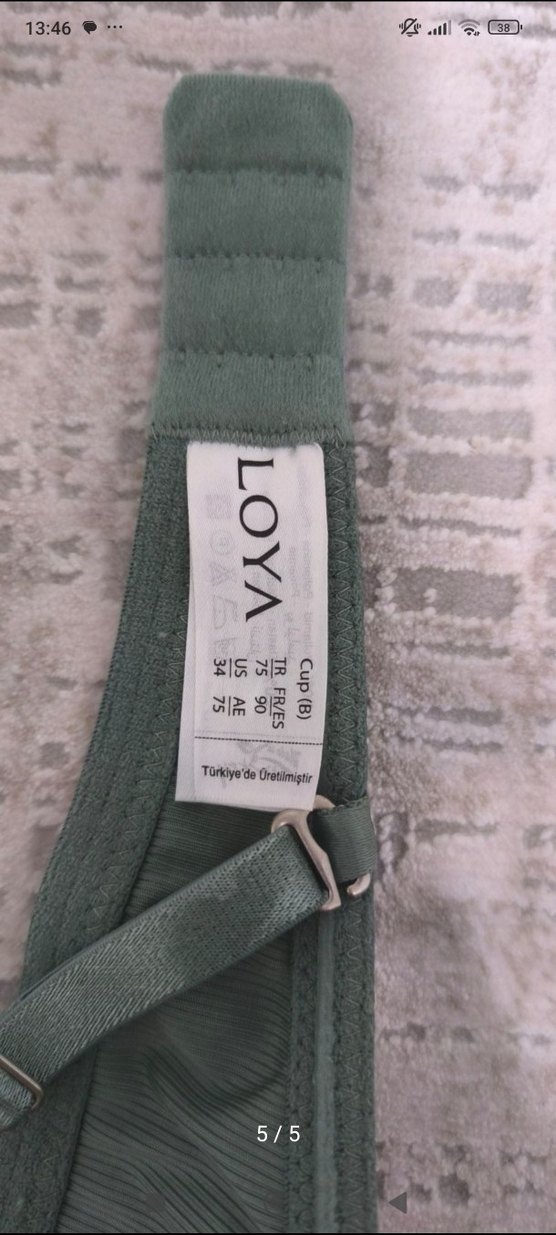 13:46
38
LOYA
Cup (B)
TR FR/ES
75 90
US AE
34 75
Türkiye'de Üretilmiştir
5 / 5